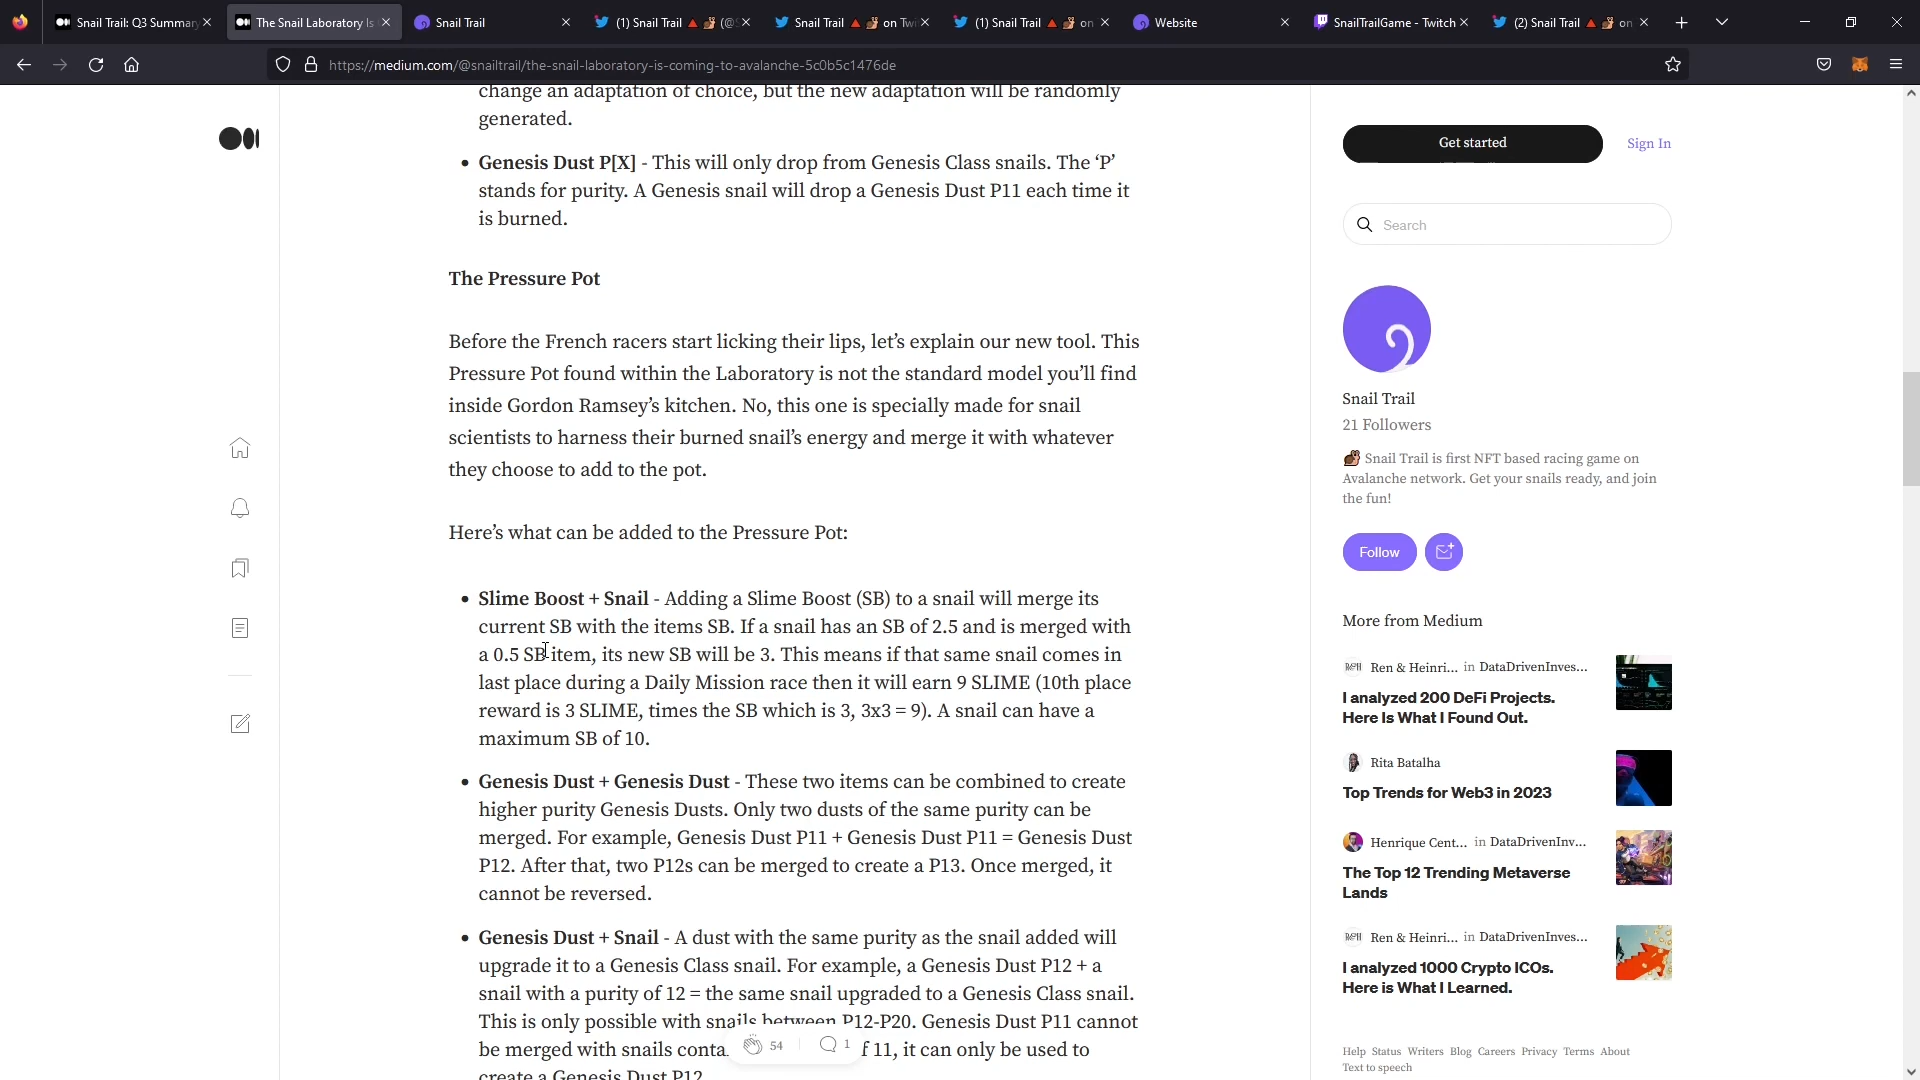 Snail Trail: Q3 Summary
The Snail Laboratory Is
Snail Trail
(1) Snail Trail 🔺🐌 (@S
Snail Trail 🔺🐌 on Twi
(1) Snail Trail 🔺🐌 on
Website
SnailTrailGame - Twitch
(2) Snail Trail 🔺🐌 on
https://medium.com/@snailtrail/the-snail-laboratory-is-coming-to-avalanche-5c0b5c1476de
change an adaptation of choice, but the new adaptation will be randomly
generated.
• Genesis Dust P[X] - This will only drop from Genesis Class snails. The ‘P’
stands for purity. A Genesis snail will drop a Genesis Dust P11 each time it
is burned.
The Pressure Pot
Before the French racers start licking their lips, let’s explain our new tool. This
Pressure Pot found within the Laboratory is not the standard model you’ll find
inside Gordon Ramsey’s kitchen. No, this one is specially made for snail
scientists to harness their burned snail’s energy and merge it with whatever
they choose to add to the pot.
Here’s what can be added to the Pressure Pot:
• Slime Boost + Snail - Adding a Slime Boost (SB) to a snail will merge its
current SB with the items SB. If a snail has an SB of 2.5 and is merged with
a 0.5 SB item, its new SB will be 3. This means if that same snail comes in
last place during a Daily Mission race then it will earn 9 SLIME (10th place
reward is 3 SLIME, times the SB which is 3, 3x3 = 9). A snail can have a
maximum SB of 10.
• Genesis Dust + Genesis Dust - These two items can be combined to create
higher purity Genesis Dusts. Only two dusts of the same purity can be
merged. For example, Genesis Dust P11 + Genesis Dust P11 = Genesis Dust
P12. After that, two P12s can be merged to create a P13. Once merged, it
cannot be reversed.
• Genesis Dust + Snail - A dust with the same purity as the snail added will
upgrade it to a Genesis Class snail. For example, a Genesis Dust P12 + a
snail with a purity of 12 = the same snail upgraded to a Genesis Class snail.
This is only possible with snails between P12-P20. Genesis Dust P11 cannot
be merged with snails conta f 11, it can only be used to
create a Genesis Dust P12.
54
1
Get started
Sign In
Search
Snail Trail
21 Followers
🐌 Snail Trail is first NFT based racing game on
Avalanche network. Get your snails ready, and join
the fun!
Follow
More from Medium
Ren & Heinri... in DataDrivenInves...
I analyzed 200 DeFi Projects.
Here Is What I Found Out.
Rita Batalha
Top Trends for Web3 in 2023
Henrique Cent... in DataDrivenInv...
The Top 12 Trending Metaverse
Lands
Ren & Heinri... in DataDrivenInves...
I analyzed 1000 Crypto ICOs.
Here is What I Learned.
Help Status Writers Blog Careers Privacy Terms About
Text to speech